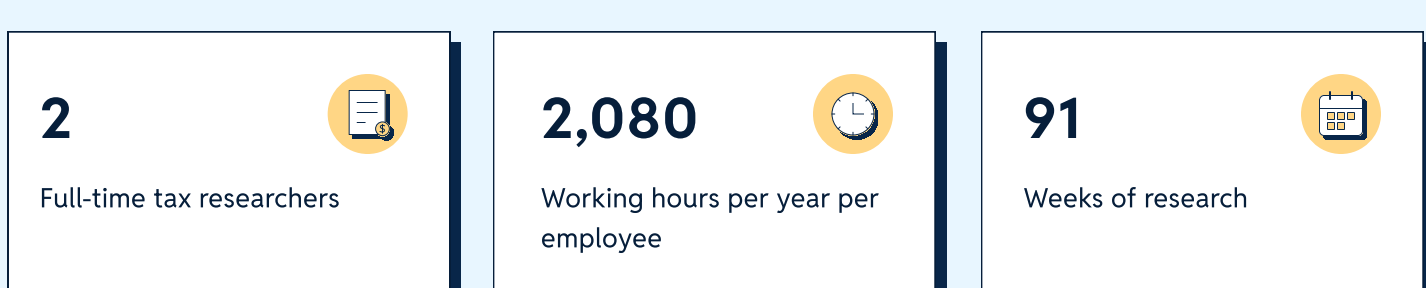 2
Full-time tax researchers
2,080
Working hours per year per
employee
91
Weeks of research